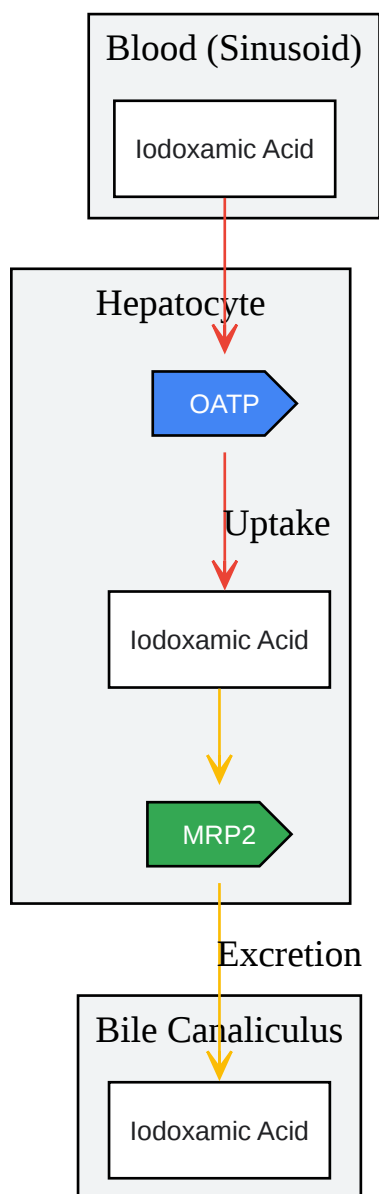 Blood (Sinusoid)
Iodoxamic Acid
Hepatocyte
OATP
Uptake
Iodoxamic Acid
MRP2
Excretion
Bile Canaliculus
Iodoxamic Acid